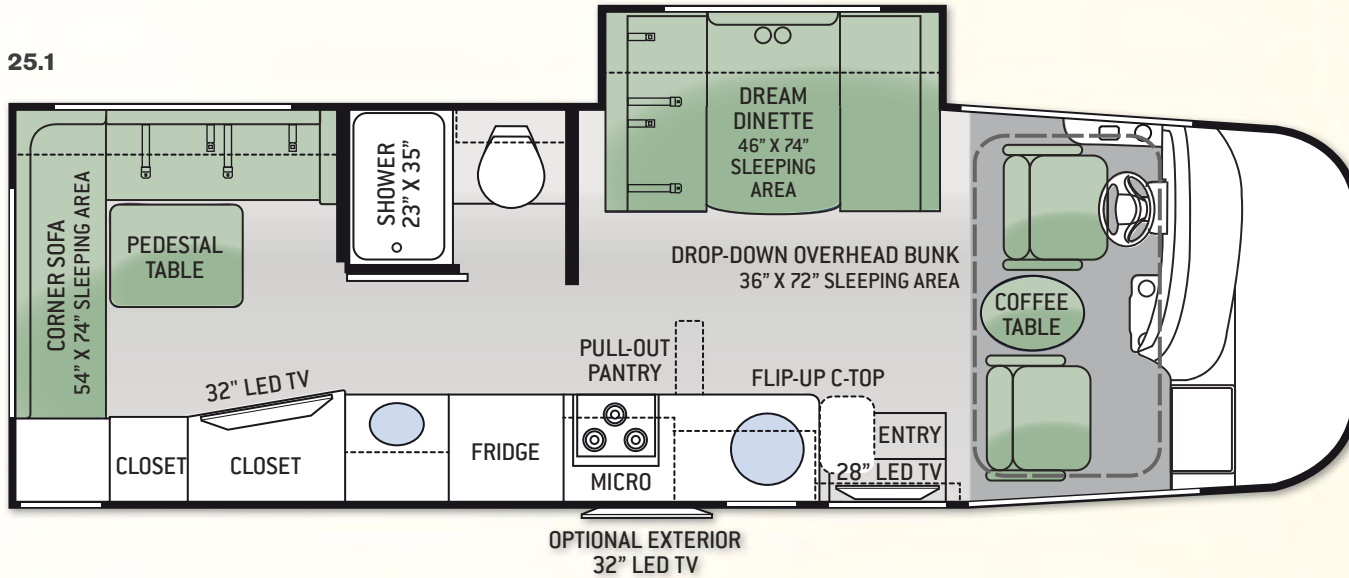 25.1
DREAM
DINETTE
46" X 74"
SLEEPING
AREA
SHOWER
23" X 35"
CORNER SOFA
54" X 74" SLEEPING AREA
PEDESTAL
TABLE
DROP-DOWN OVERHEAD BUNK
36" X 72" SLEEPING AREA
COFFEE
TABLE
PULL-OUT
PANTRY
FLIP-UP C-TOP
32" LED TV
CLOSET
CLOSET
FRIDGE
MICRO
ENTRY
28" LED TV
OPTIONAL EXTERIOR
32" LED TV